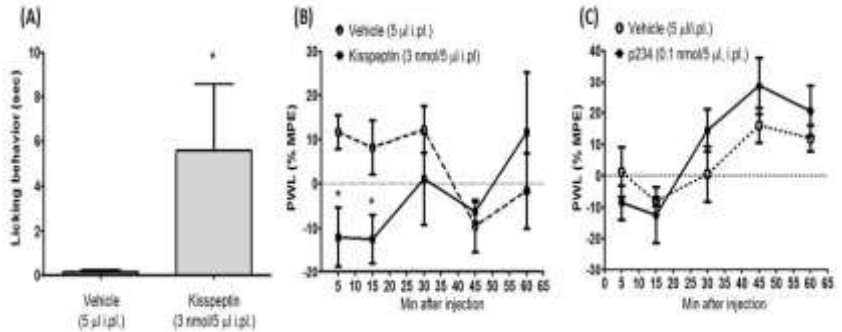 (A)
Licking behavior (sec)
10
8
6
4
2
0
*
Vehicle
(5 µl i.pl.)
Kisspeptin
(3 nmol/5 µl i.pl.)
(B)
Vehicle (5 µl i.pl.)
Kisspeptin (3 nmol/5 µl i.pl)
PWL (% MPE)
30
20
10
0
-10
-20
*
*
5 10 15 20 25 30 35 40 45 50 55 60 65
Min after injection
(C)
Vehicle (5 µl/i.pl.)
p234 (0.1 nmol/5 µl, i.pl.)
PWL (% MPE)
40
30
20
10
0
-10
-20
-30
0 5 10 15 20 25 30 35 40 45 50 55 60 65
Min after injection